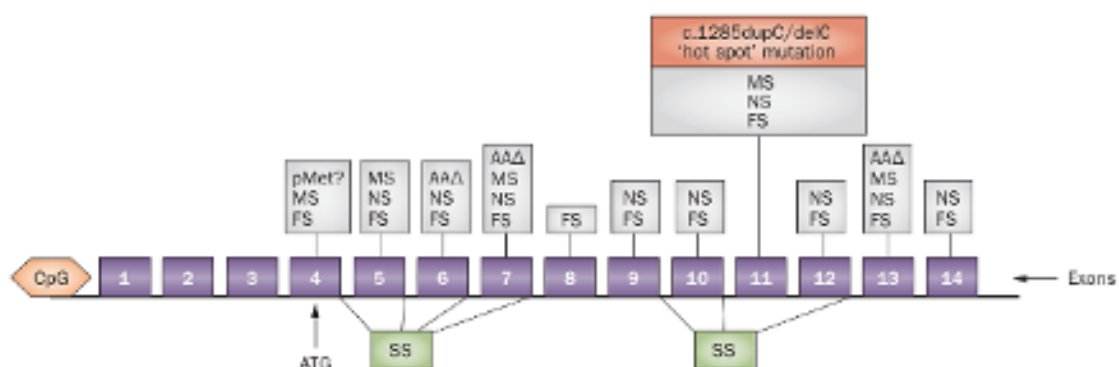 c.1285dupC/delC
'hot spot' mutation
MS
NS
FS
pMet?
MS
FS
MS
NS
FS
AAΔ
NS
FS
AAΔ
MS
NS
FS
FS
NS
FS
NS
FS
NS
FS
AAΔ
MS
NS
FS
NS
FS
CpG 1 2 3 4 5 6 7 8 9 10 11 12 13 14 Exons
ATG
SS
SS